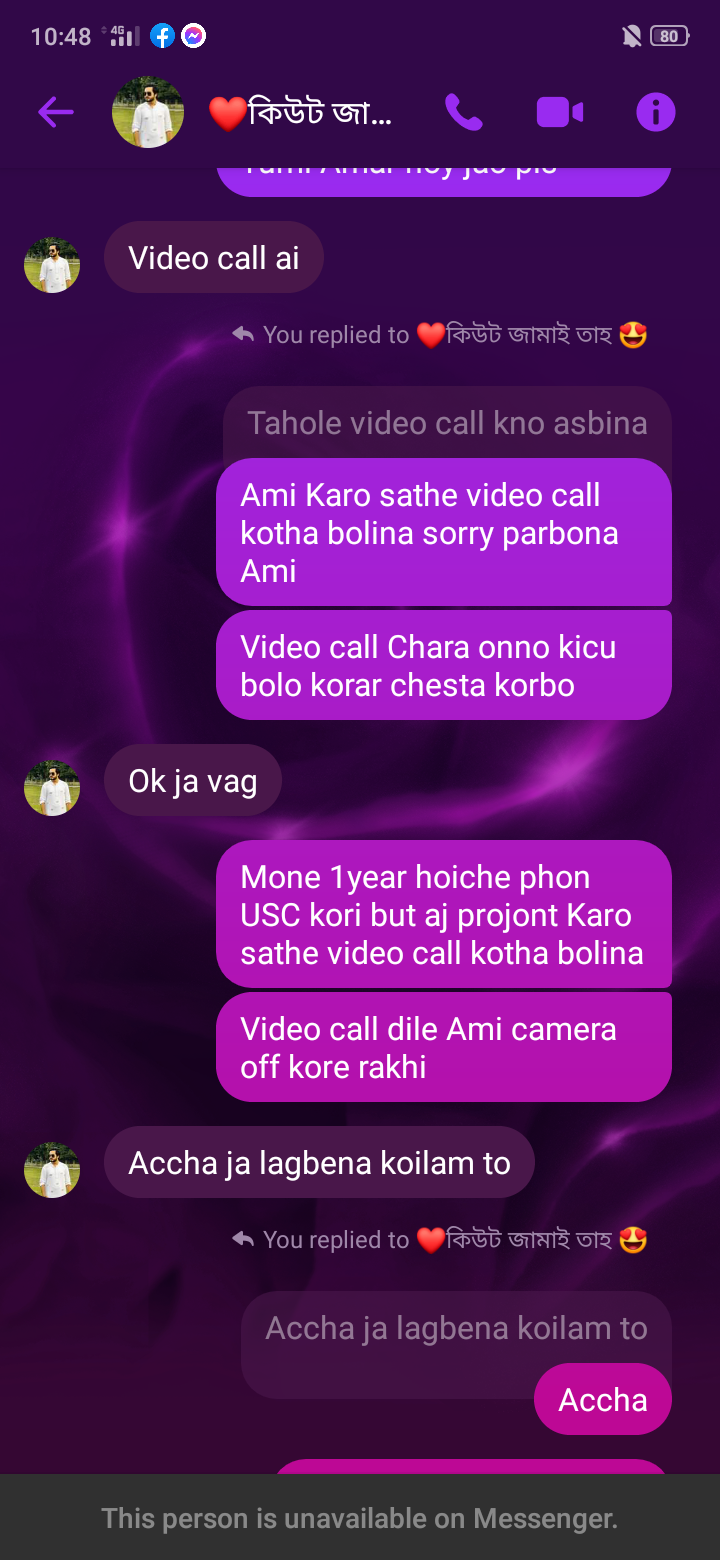 10:48 4G 80
❤️কিউট জা...
Video call ai
You replied to ❤️কিউট জামাই তাহ 😍
Tahole video call kno asbina
Ami Karo sathe video call
kotha bolina sorry parbona
Ami
Video call Chara onno kicu
bolo korar chesta korbo
Ok ja vag
Mone 1year hoiche phon
USC kori but aj projont Karo
sathe video call kotha bolina
Video call dile Ami camera
off kore rakhi
Accha ja lagbena koilam to
You replied to ❤️কিউট জামাই তাহ 😍
Accha ja lagbena koilam to
Accha
This person is unavailable on Messenger.